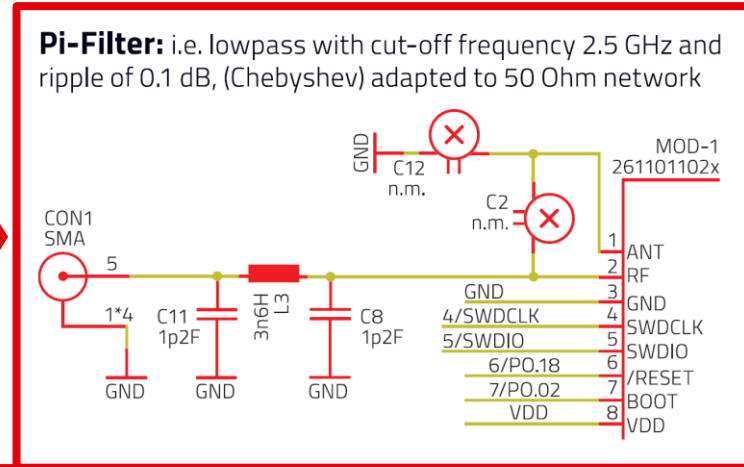 Pi-Filter: i.e. lowpass with cut-off frequency 2.5 GHz and
ripple of 0.1 dB, (Chebyshev) adapted to 50 Ohm network
GND
C12
n.m.
MOD-1
261101102x
C2
n.m.
CON1
SMA
5
1*4
GND
C11
1p2F
GND
3n6H
L3
C8
1p2F
GND
1
ANT
2
RF
GND
3
GND
4/SWDCLK
4
SWDCLK
5/SWDIO
5
SWDIO
6/P0.18
6
/RESET
7/P0.02
7
BOOT
VDD
8
VDD